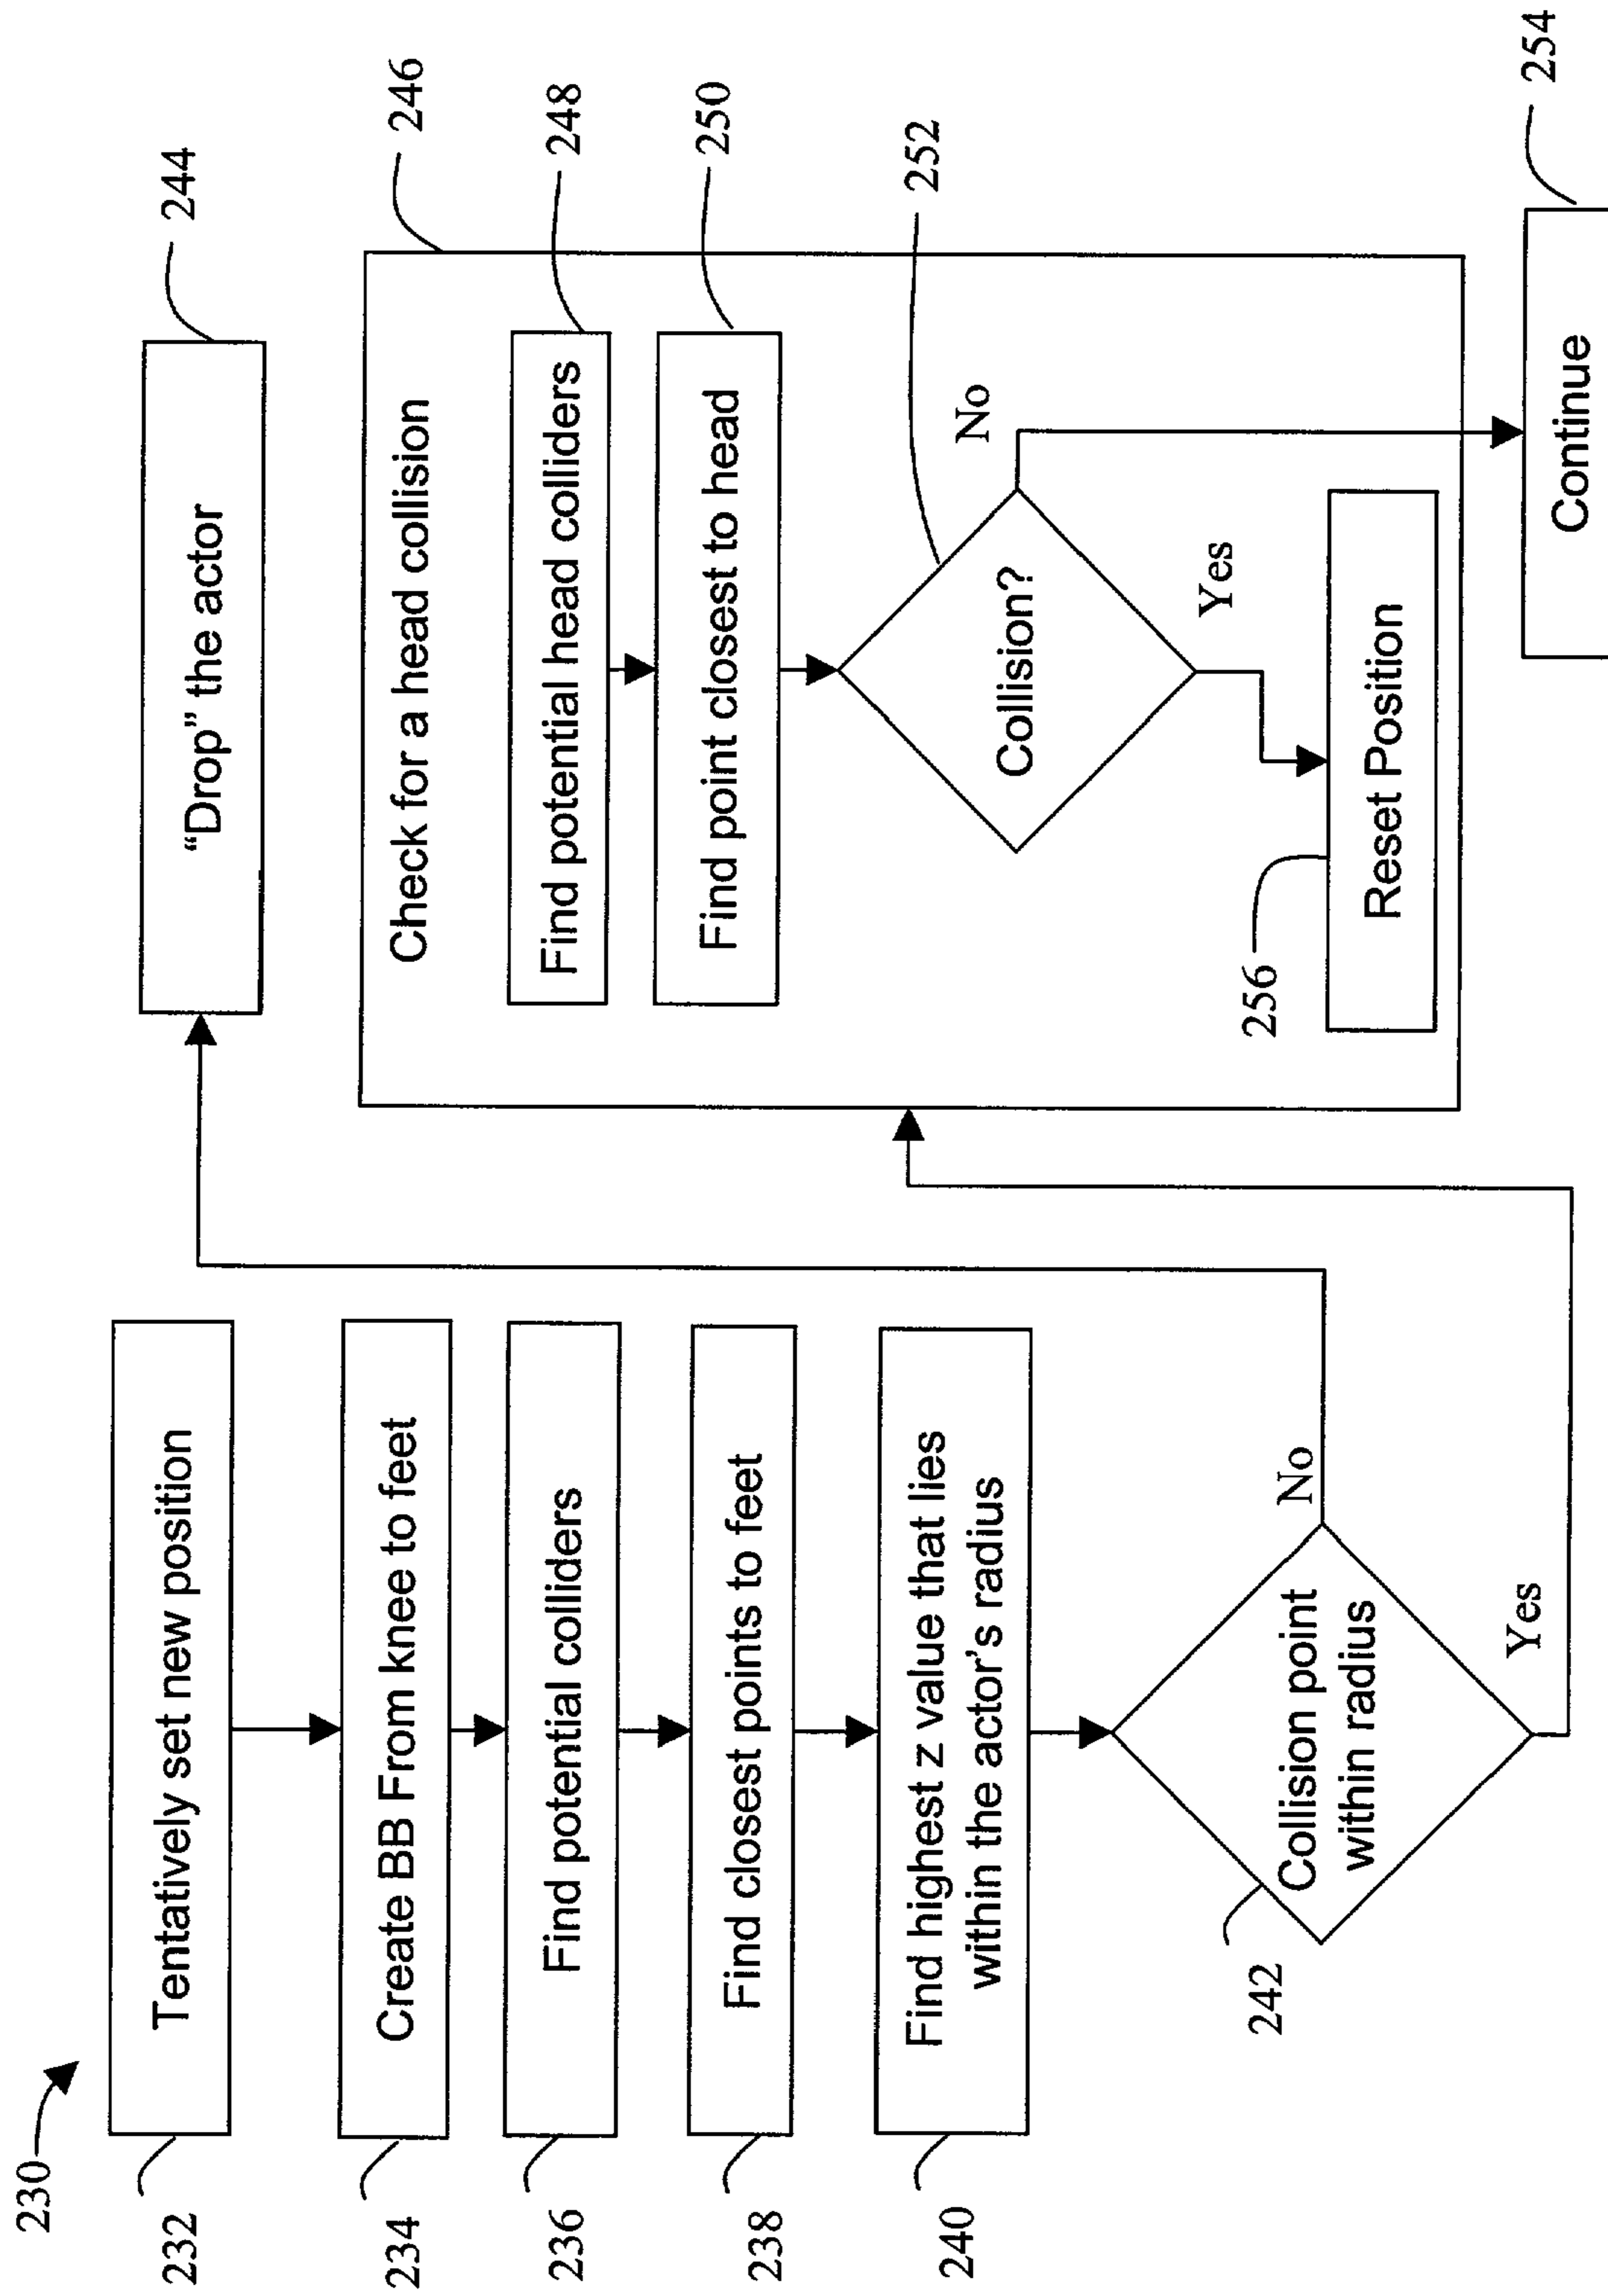 230
232
Tentatively set new position
234
Create BB From knee to feet
236
Find potential colliders
238
Find closest points to feet
240
Find highest z value that lies
within the actor's radius
242
Collision point
within radius
No
Yes
244
“Drop” the actor
246
Check for a head collision
248
Find potential head colliders
250
Find point closest to head
252
Collision?
No
Yes
256
Reset Position
254
Continue